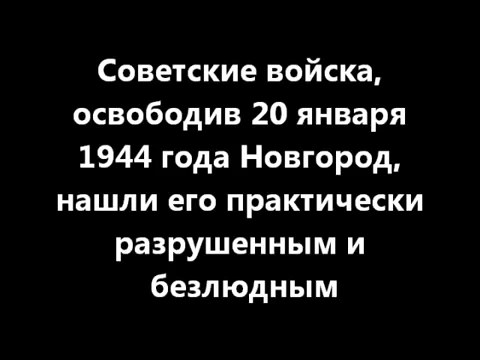 Советские войска,
освободив 20 января
1944 года Новгород,
нашли его практически
разрушенным и
безлюдным